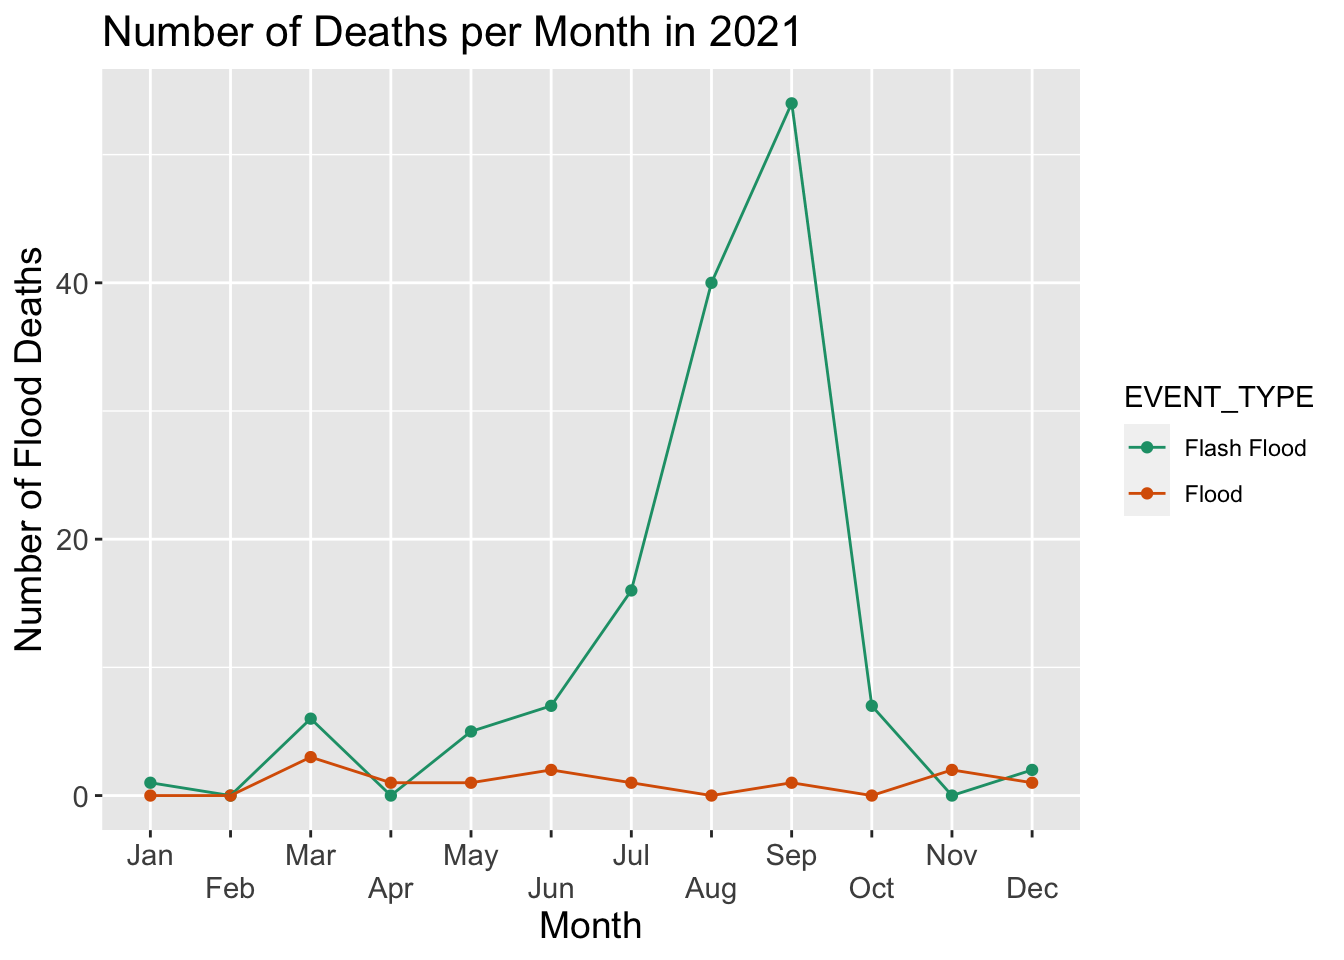 Number of Deaths per Month in 2021
Number of Flood Deaths
40
20
0
Jan
Feb
Mar
Apr
May
Jun
Jul
Aug
Sep
Oct
Nov
Dec
Month
EVENT_TYPE
Flash Flood
Flood